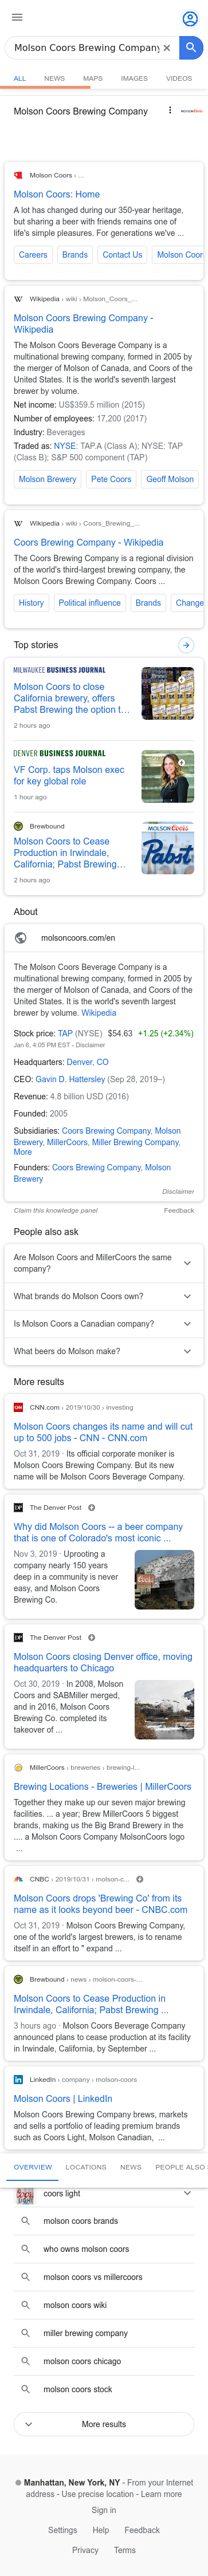 Molson Coors Beverage Company
ALL NEWS MAPS IMAGES VIDEOS
Molson Coors Beverage Company
Molson Coors › ...
Molson Coors: Home
A lot has changed during our 350-year heritage,
but sharing a beer with friends remains one of
life's simple pleasures. For generations we've ...
Careers Brands Contact Us Molson Coor
Wikipedia › wiki › Molson_Coors_...
Molson Coors Beverage Company -
Wikipedia
The Molson Coors Beverage Company is a
multinational brewing company, formed in 2005 by
the merger of Molson of Canada, and Coors of the
United States. It is the world's seventh largest
brewer by volume.
Net income: US$359.5 million (2015)
Number of employees: 17,200 (2017)
Industry: Beverages
Traded as: NYSE: TAP.A (Class A); NYSE: TAP
(Class B); S&P 500 component (TAP)
Molson Brewery Pete Coors Geoff Molson
Wikipedia › wiki › Coors_Brewing_...
Coors Brewing Company - Wikipedia
The Coors Brewing Company is a regional division
of the world's third-largest brewing company, the
Molson Coors Brewing Company. Coors ...
History Political influence Brands Change
Top stories
MILWAUKEE BUSINESS JOURNAL
Molson Coors to close
California brewery, offers
Pabst Brewing the option t...
2 hours ago
DENVER BUSINESS JOURNAL
VF Corp. taps Molson exec
for key global role
1 hour ago
Brewbound
Molson Coors to Cease
Production in Irwindale,
California; Pabst Brewing...
2 hours ago
MOLSON Coors
Pabst
About
molsoncoors.com/en
The Molson Coors Beverage Company is a
multinational brewing company, formed in 2005 by
the merger of Molson of Canada, and Coors of the
United States. It is the world's seventh largest
brewer by volume. Wikipedia
Stock price: TAP (NYSE) $54.63 +1.25 (+2.34%)
Jan 6, 4:05 PM EST - Disclaimer
Headquarters: Denver, CO
CEO: Gavin D. Hattersley (Sep 28, 2019–)
Revenue: 4.8 billion USD (2016)
Founded: 2005
Subsidiaries: Coors Brewing Company, Molson
Brewery, MillerCoors, Miller Brewing Company,
More
Founders: Coors Brewing Company, Molson
Brewery
Disclaimer
Claim this knowledge panel Feedback
People also ask
Are Molson Coors and MillerCoors the same
company?
What brands do Molson Coors own?
Is Molson Coors a Canadian company?
What beers do Molson make?
More results
CNN.com › 2019/10/30 › investing
Molson Coors changes its name and will cut
up to 500 jobs - CNN - CNN.com
Oct 31, 2019 · Its official corporate moniker is
Molson Coors Brewing Company. But its new
name will be Molson Coors Beverage Company.
The Denver Post
Why did Molson Coors -- a beer company
that is one of Colorado's most iconic ...
Nov 3, 2019 · Uprooting a
company nearly 150 years
deep in a community is never
easy, and Molson Coors
Brewing Co.
The Denver Post
Molson Coors closing Denver office, moving
headquarters to Chicago
Oct 30, 2019 · In 2008, Molson
Coors and SABMiller merged,
and in 2016, Molson Coors
Brewing Co. completed its
takeover of ...
MillerCoors › breweries › brewing-l...
Brewing Locations - Breweries | MillerCoors
Together they make up our seven major brewing
facilities. ... a year; Brew MillerCoors 5 biggest
brands, making us the Big Brand Brewery in the
.... a Molson Coors Company MolsonCoors logo
...
CNBC › 2019/10/31 › molson-c...
Molson Coors drops 'Brewing Co' from its
name as it looks beyond beer - CNBC.com
Oct 31, 2019 · Molson Coors Brewing Company,
one of the world's largest brewers, is to rename
itself in an effort to " expand ...
Brewbound › news › molson-coors-...
Molson Coors to Cease Production in
Irwindale, California; Pabst Brewing ...
3 hours ago · Molson Coors Beverage Company
announced plans to cease production at its facility
in Irwindale, California, by September ...
LinkedIn › company › molson-coors
Molson Coors | LinkedIn
Molson Coors Brewing Company brews, markets
and sells a portfolio of leading premium brands
such as Coors Light, Molson Canadian, ...
OVERVIEW LOCATIONS NEWS PEOPLE ALSO
coors light
molson coors brands
who owns molson coors
molson coors vs millercoors
molson coors wiki
miller brewing company
molson coors chicago
molson coors stock
More results
Manhattan, New York, NY - From your Internet
address - Use precise location - Learn more
Sign in
Settings Help Feedback
Privacy Terms